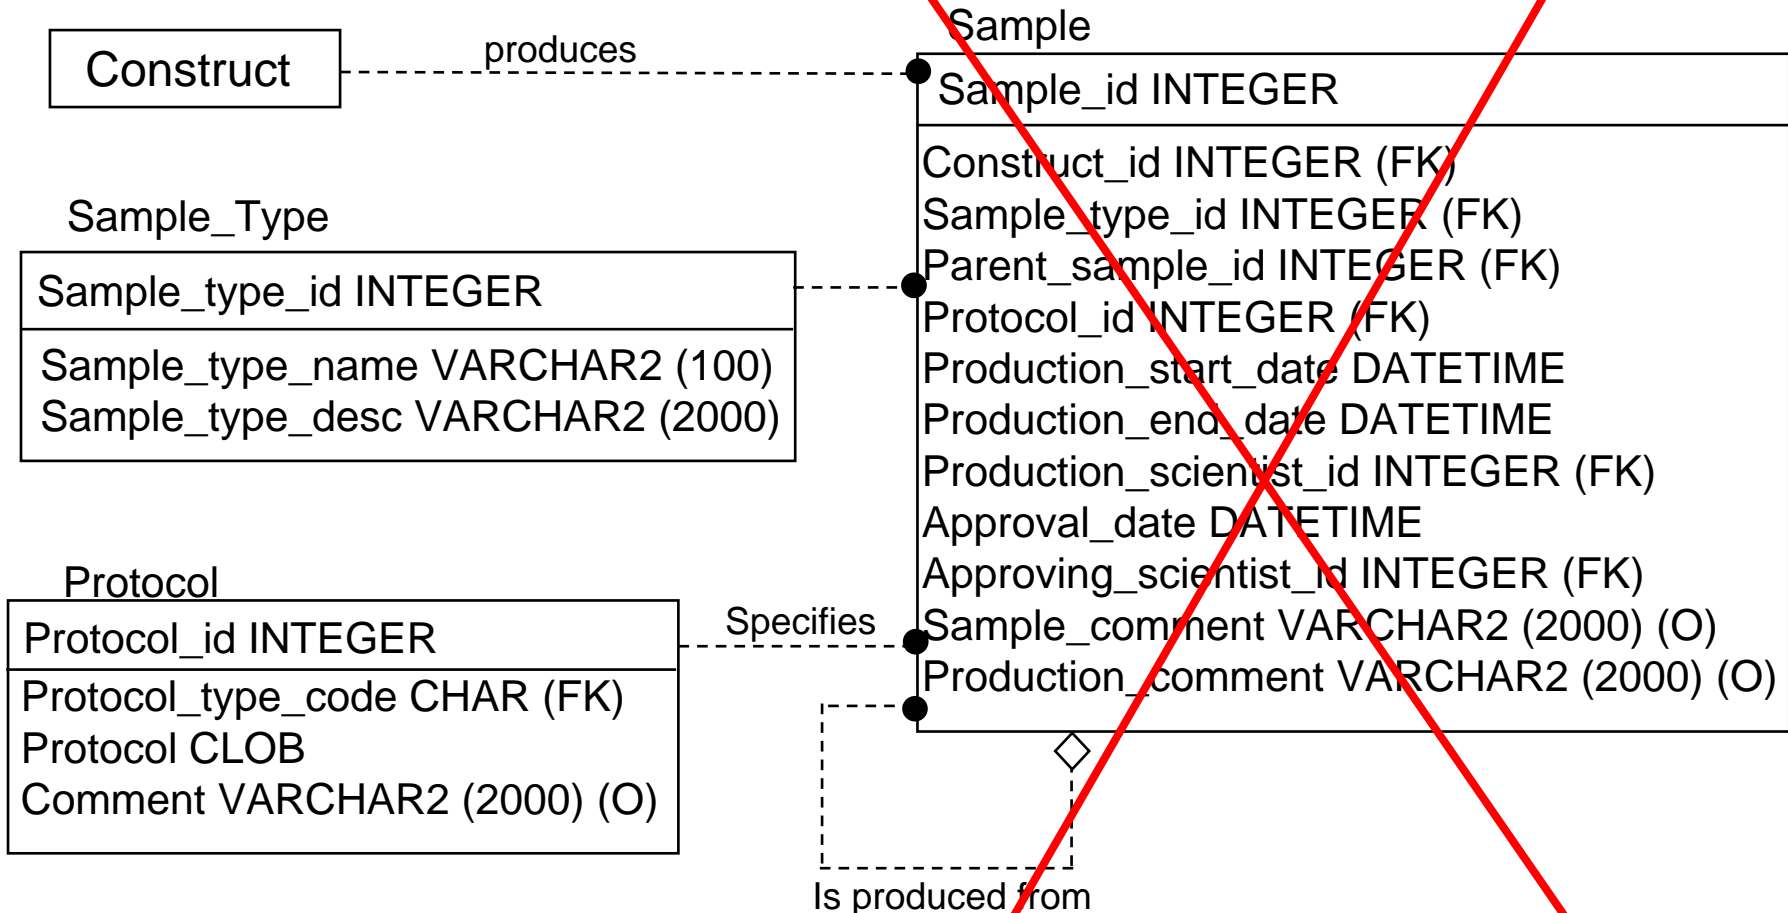 Construct
produces
Sample
Sample_id INTEGER
Construct_id INTEGER (FK)
Sample_type_id INTEGER (FK)
Parent_sample_id INTEGER (FK)
Protocol_id INTEGER (FK)
Production_start_date DATETIME
Production_end_date DATETIME
Production_scientist_id INTEGER (FK)
Approval_date DATETIME
Approving_scientist_id INTEGER (FK)
Sample_comment VARCHAR2 (2000) (O)
Production_comment VARCHAR2 (2000) (O)
Sample_Type
Sample_type_id INTEGER
Sample_type_name VARCHAR2 (100)
Sample_type_desc VARCHAR2 (2000)
Protocol
Protocol_id INTEGER
Protocol_type_code CHAR (FK)
Protocol CLOB
Comment VARCHAR2 (2000) (O)
Specifies
Is produced from